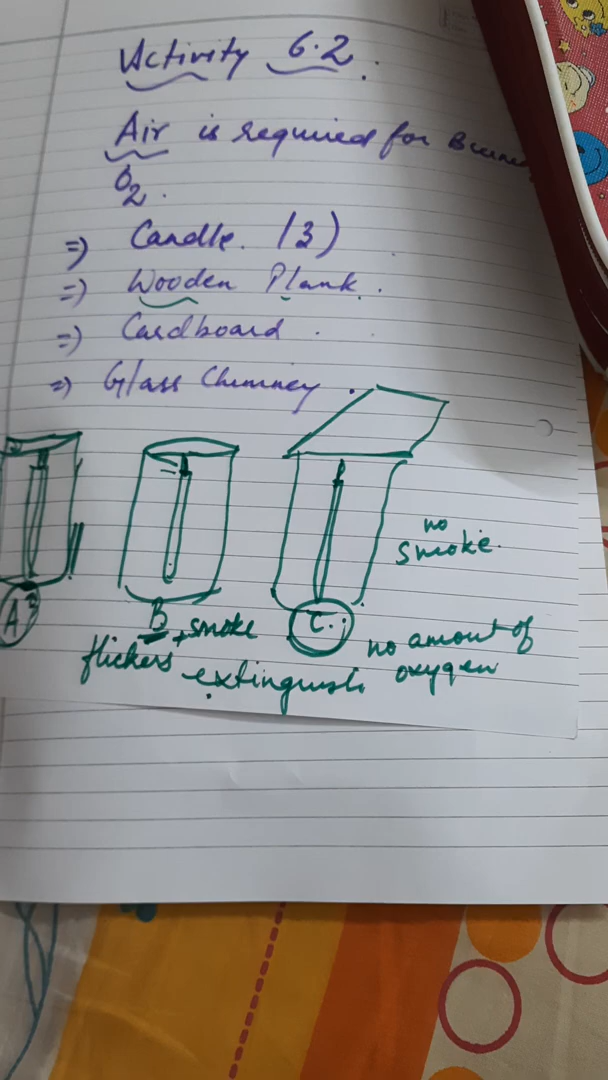 Activity 6.2.
Air is required for
O2.
=> Candle. (3)
=> Wooden Plank.
=> Cardboard.
=> Glass Chimney.
no
smoke.
A
B
+ smoke
C.
no amount of
oxygen
flickers
extinguish